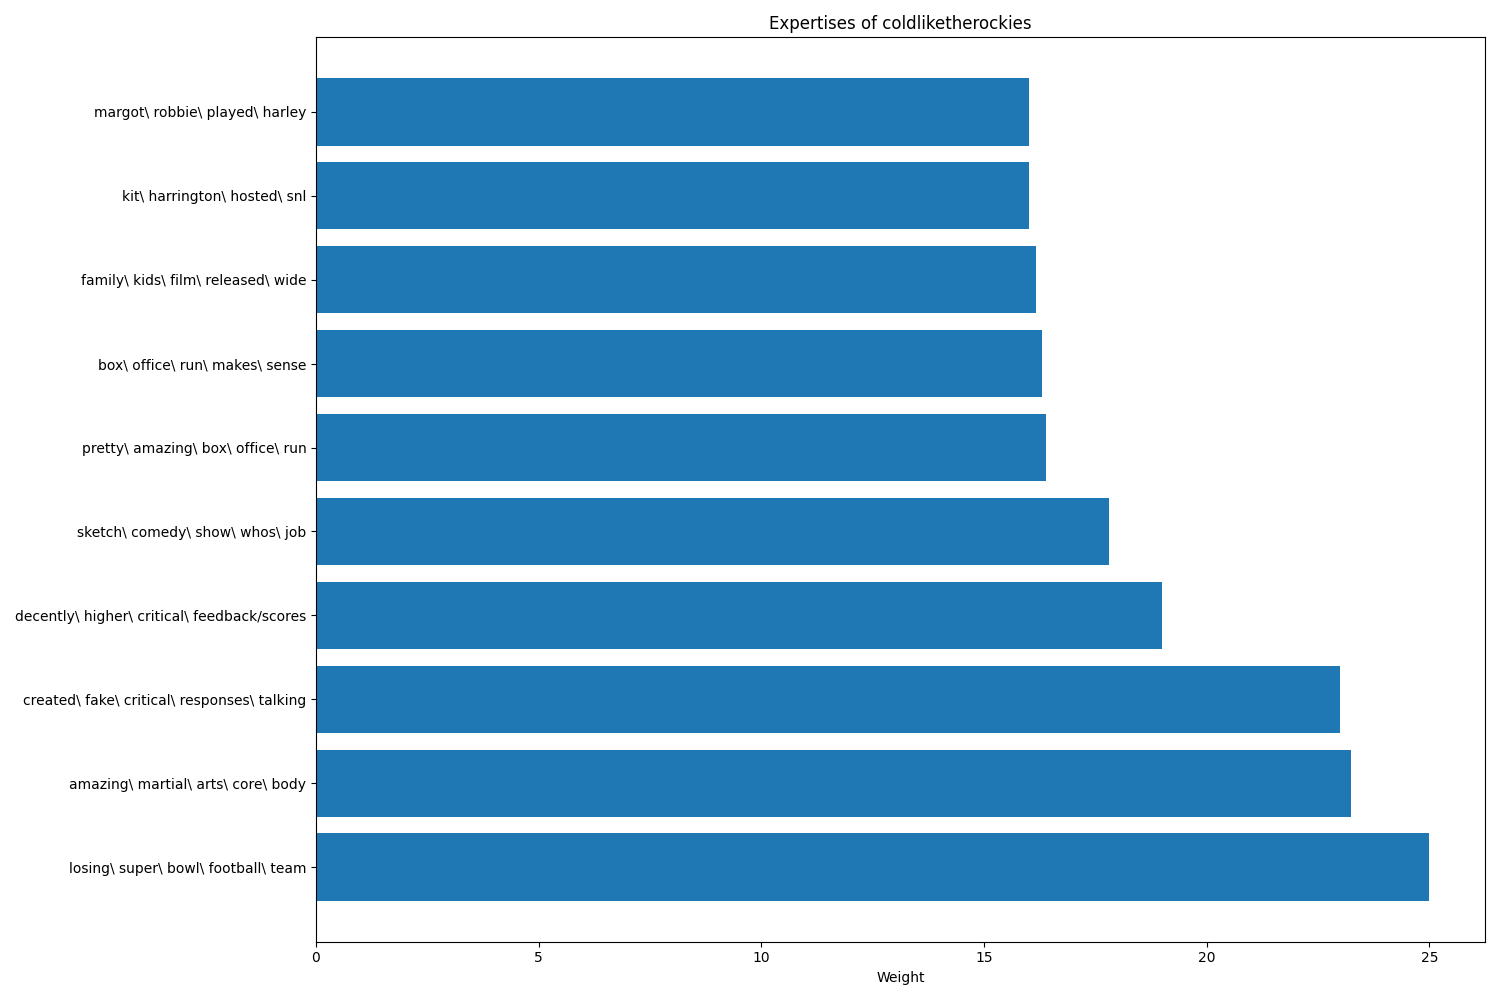 Expertises of coldliketherockies
margot\ robbie\ played\ harley
kit\ harrington\ hosted\ snl
family\ kids\ film\ released\ wide
box\ office\ run\ makes\ sense
pretty\ amazing\ box\ office\ run
sketch\ comedy\ show\ whos\ job
decently\ higher\ critical\ feedback/scores
created\ fake\ critical\ responses\ talking
amazing\ martial\ arts\ core\ body
losing\ super\ bowl\ football\ team
0 5 10 15 20 25
Weight